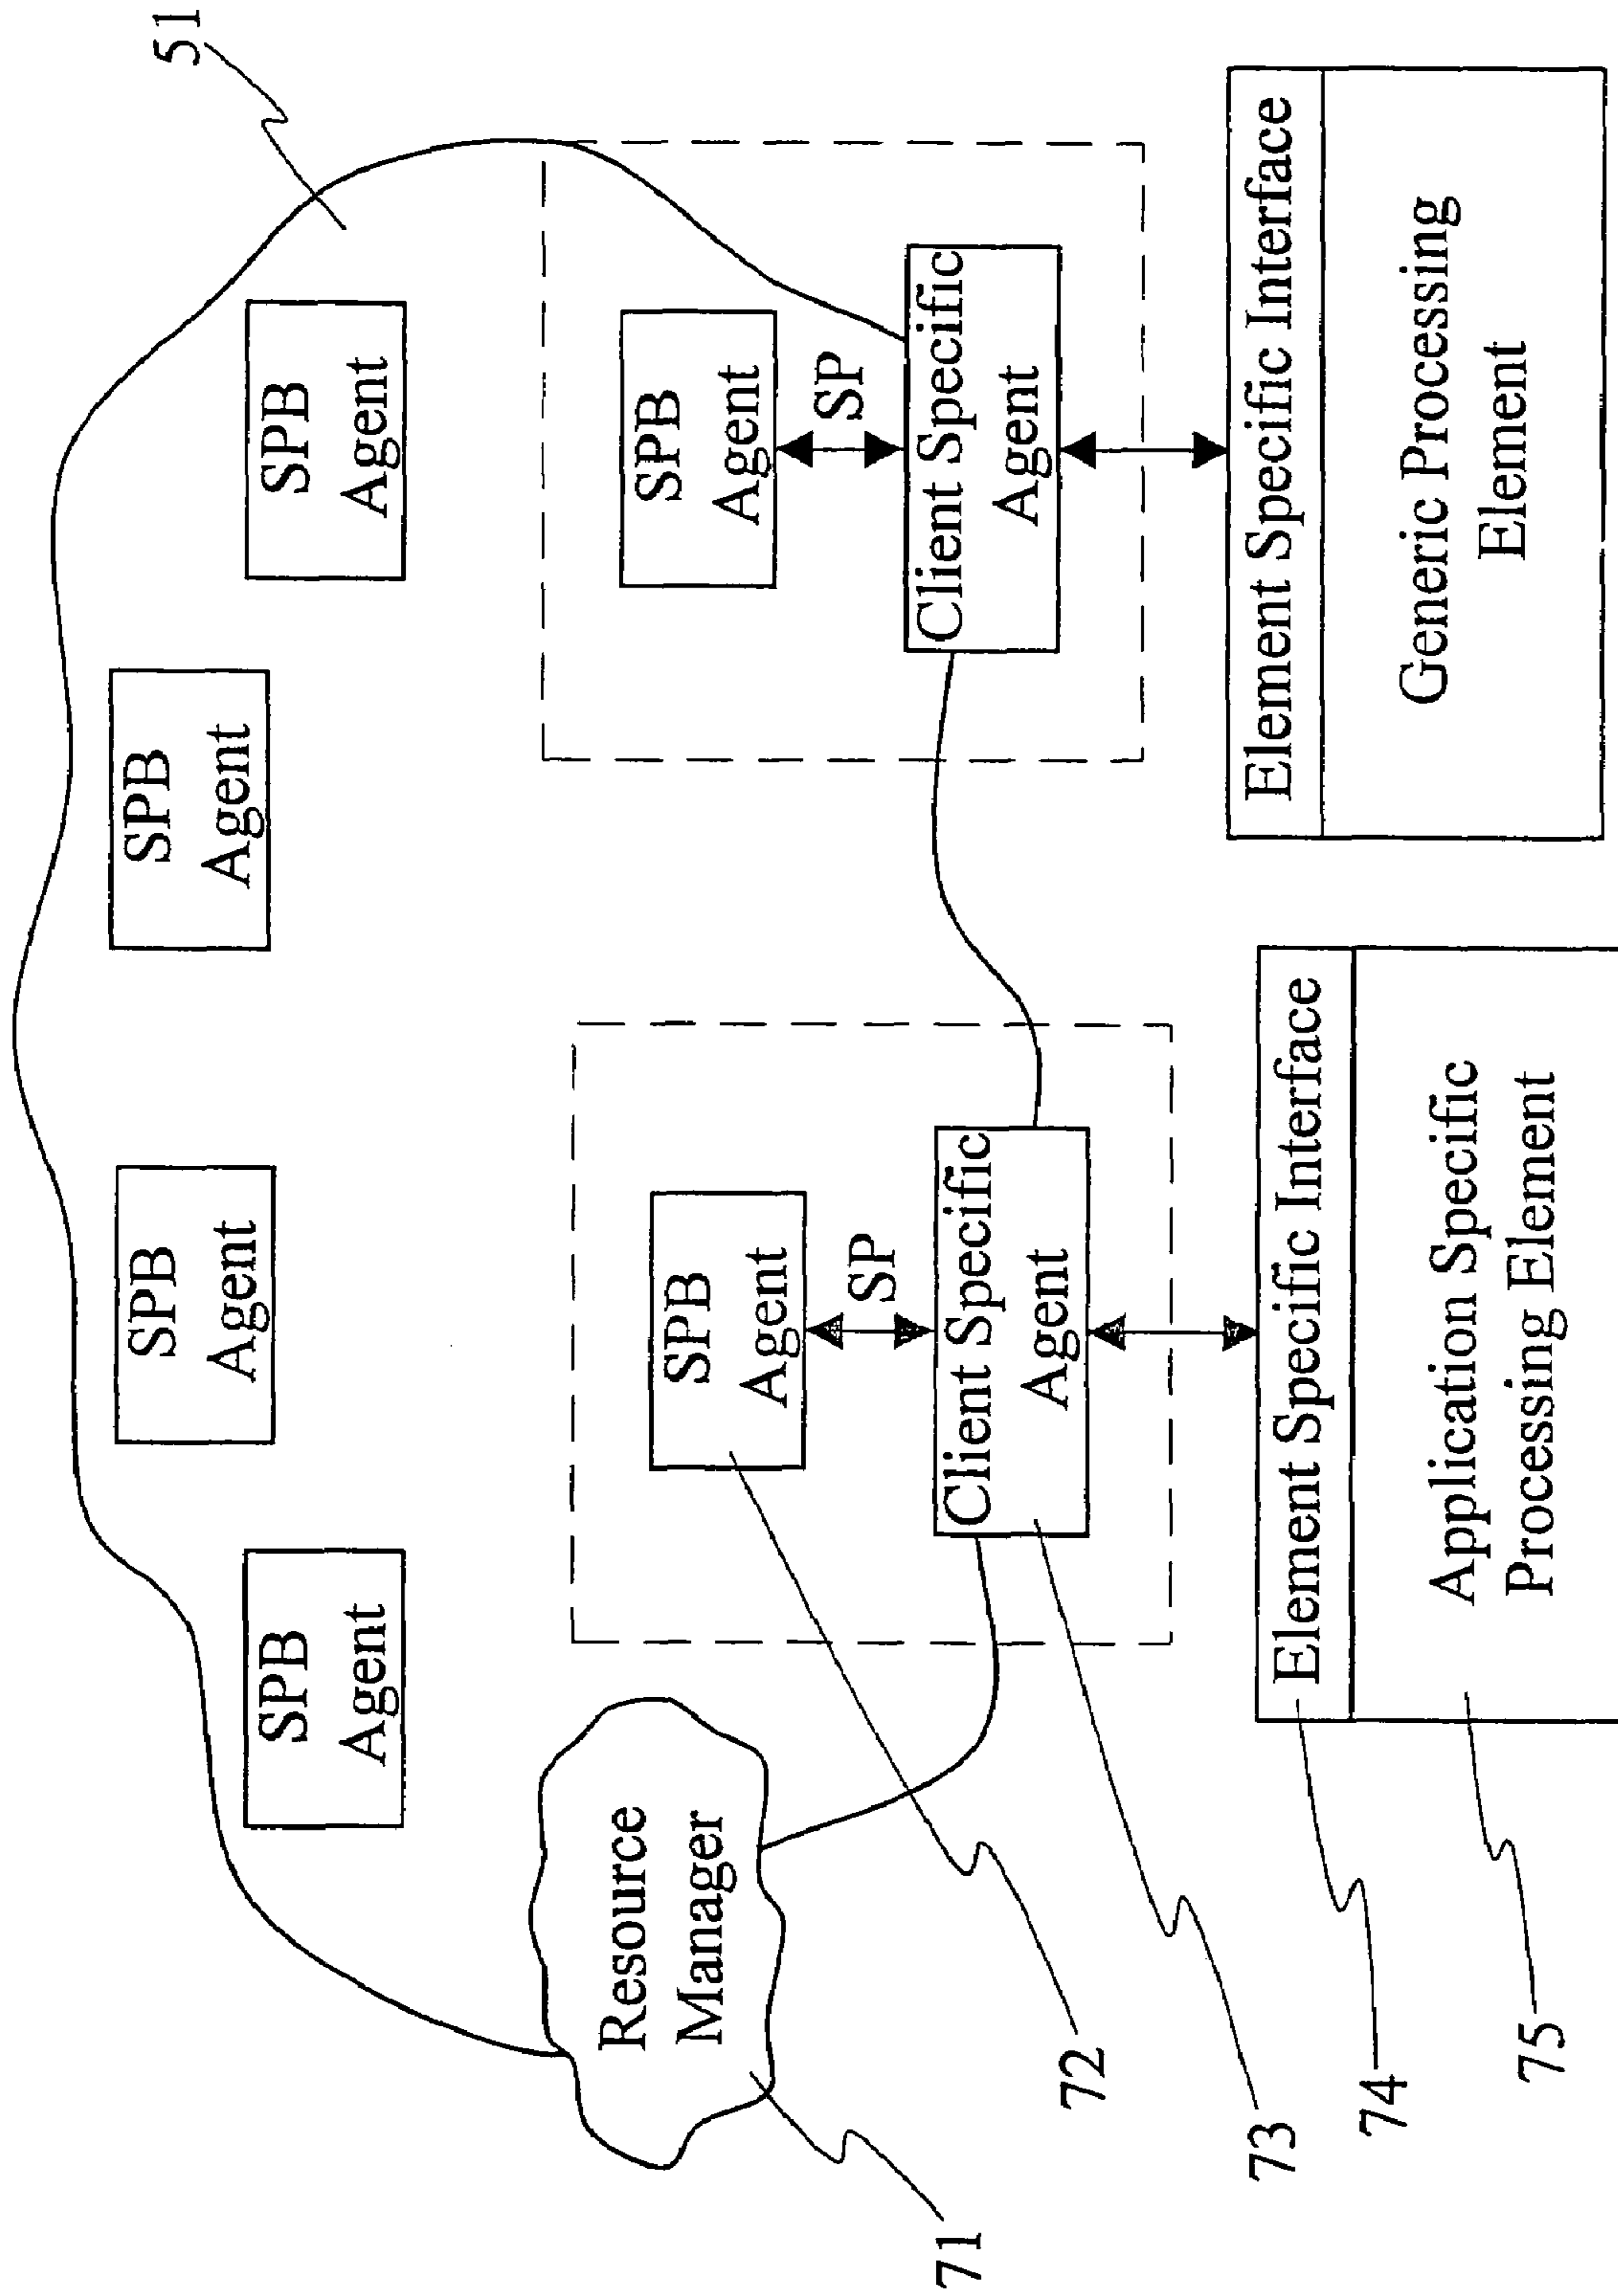 51
SPB
Agent
SPB
Agent
SPB
Agent
SPB
Agent
Resource
Manager
SPB
Agent
SP
Client Specific
Agent
SPB
Agent
SP
Client Specific
Agent
Element Specific Interface
Application Specific
Processing Element
Element Specific Interface
Generic Processing
Element
71
72
73
74
75